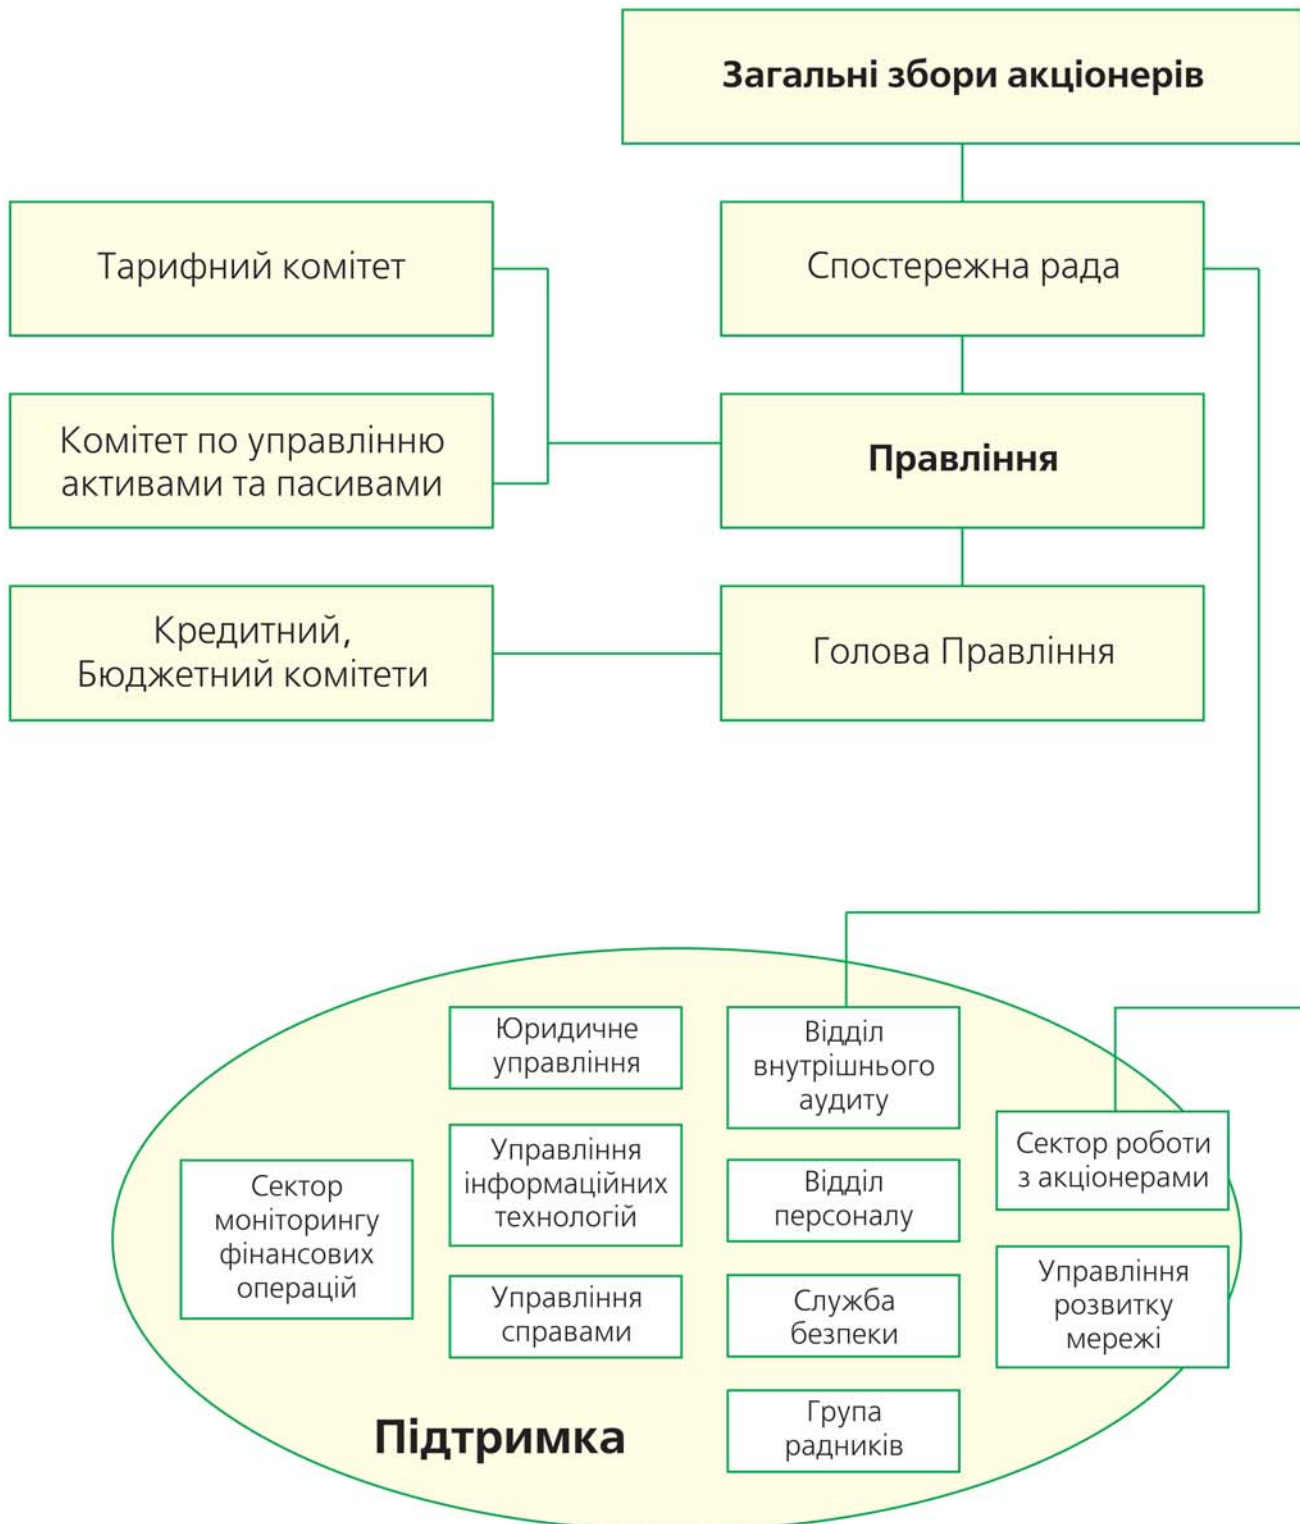 Загальні збори акціонерів
Тарифний комітет
Спостережна рада
Комітет по управлінню
активами та пасивами
Правління
Кредитний,
Бюджетний комітети
Голова Правління
Сектор
моніторингу
фінансових
операцій
Юридичне
управління
Управління
інформаційних
технологій
Управління
справами
Відділ
внутрішнього
аудиту
Відділ
персоналу
Служба
безпеки
Група
радників
Сектор роботи
з акціонерами
Управління
розвитку
мережі
Підтримка